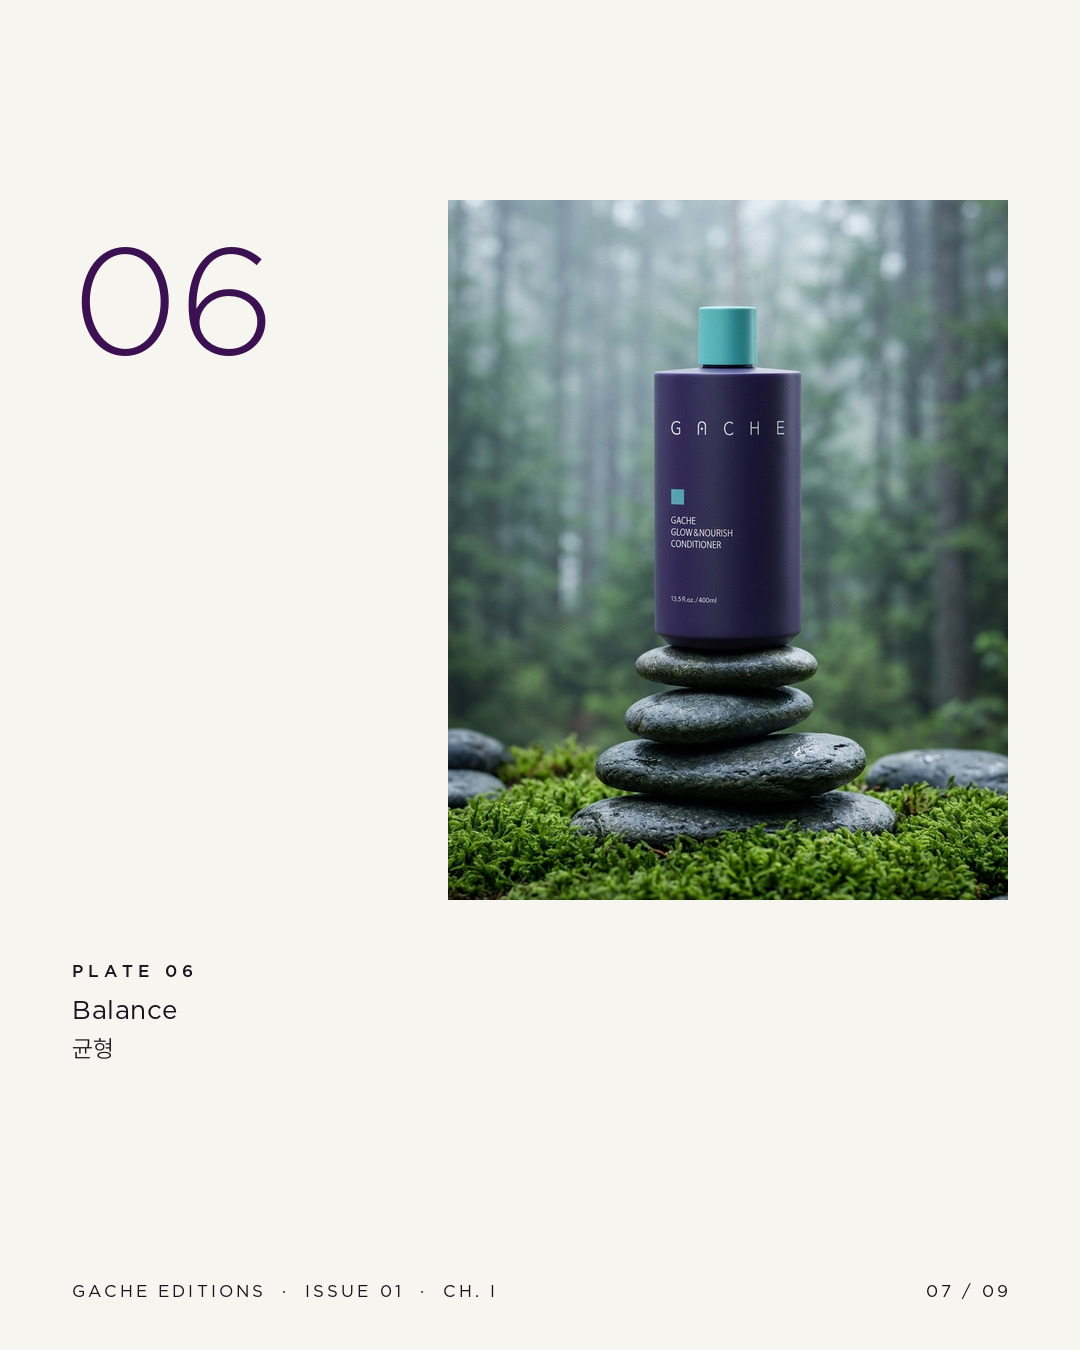 06
GACHE
GACHE
GLOW & NOURISH
CONDITIONER
13.5 fl.oz. / 400ml
PLATE 06
Balance
균형
GACHE EDITIONS · ISSUE 01 · CH. I
07 / 09